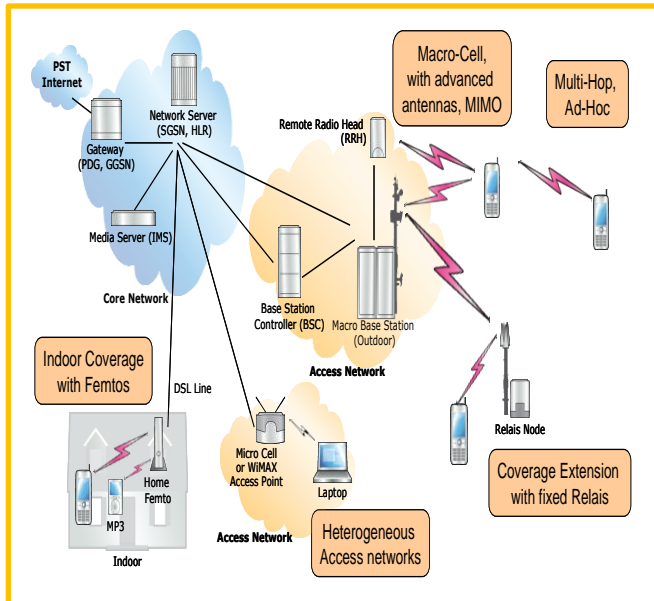 PST
Internet
Network Server
(SGSN, HLR)
Gateway
(PDG, GGSN)
Media Server (IMS)
Core Network
Remote Radio Head
(RRH)
Macro-Cell,
with advanced
antennas, MIMO
Multi-Hop,
Ad-Hoc
Base Station
Controller (BSC)
Macro Base Station
(Outdoor)
Access Network
Indoor Coverage
with Femtos
DSL Line
Home
Femto
MP3
Indoor
Micro Cell
or WiMAX
Access Point
Laptop
Access Network
Heterogeneous
Access networks
Relais Node
Coverage Extension
with fixed Relais